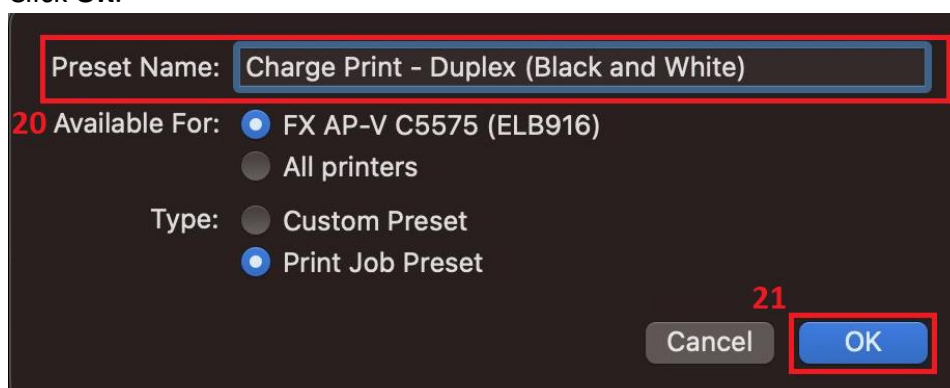 Click OK.
Preset Name: Charge Print - Duplex (Black and White)
20 Available For: FX AP-V C5575 (ELB916)
All printers
Type: Custom Preset
Print Job Preset
21
Cancel OK